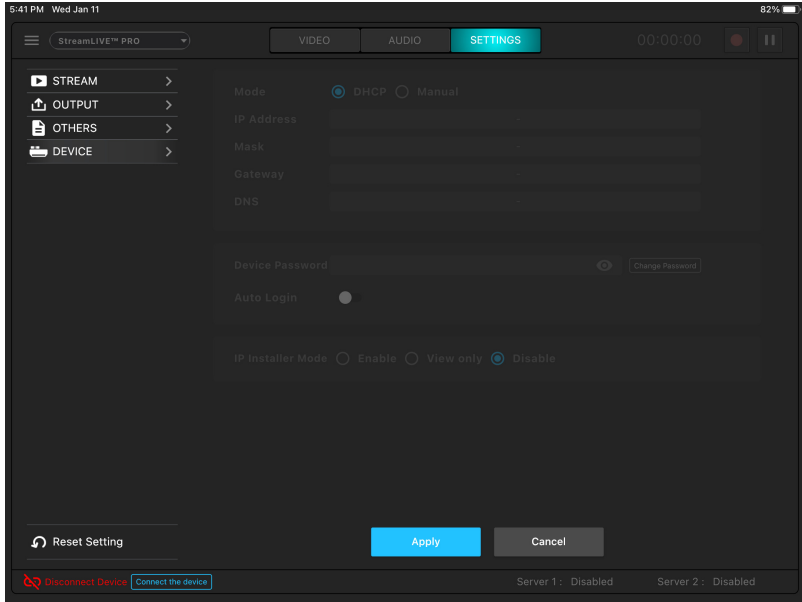 5:41 PM Wed Jan 11
82%
StreamLIVE™ PRO
VIDEO
AUDIO
SETTINGS
00:00:00
STREAM
OUTPUT
OTHERS
DEVICE
Mode DHCP Manual
IP Address -
Mask -
Gateway -
DNS -
Device Password Change Password
Auto Login
IP Installer Mode Enable View only Disable
Reset Setting
Apply
Cancel
Disconnect Device Connect the device
Server 1 : Disabled
Server 2 : Disabled